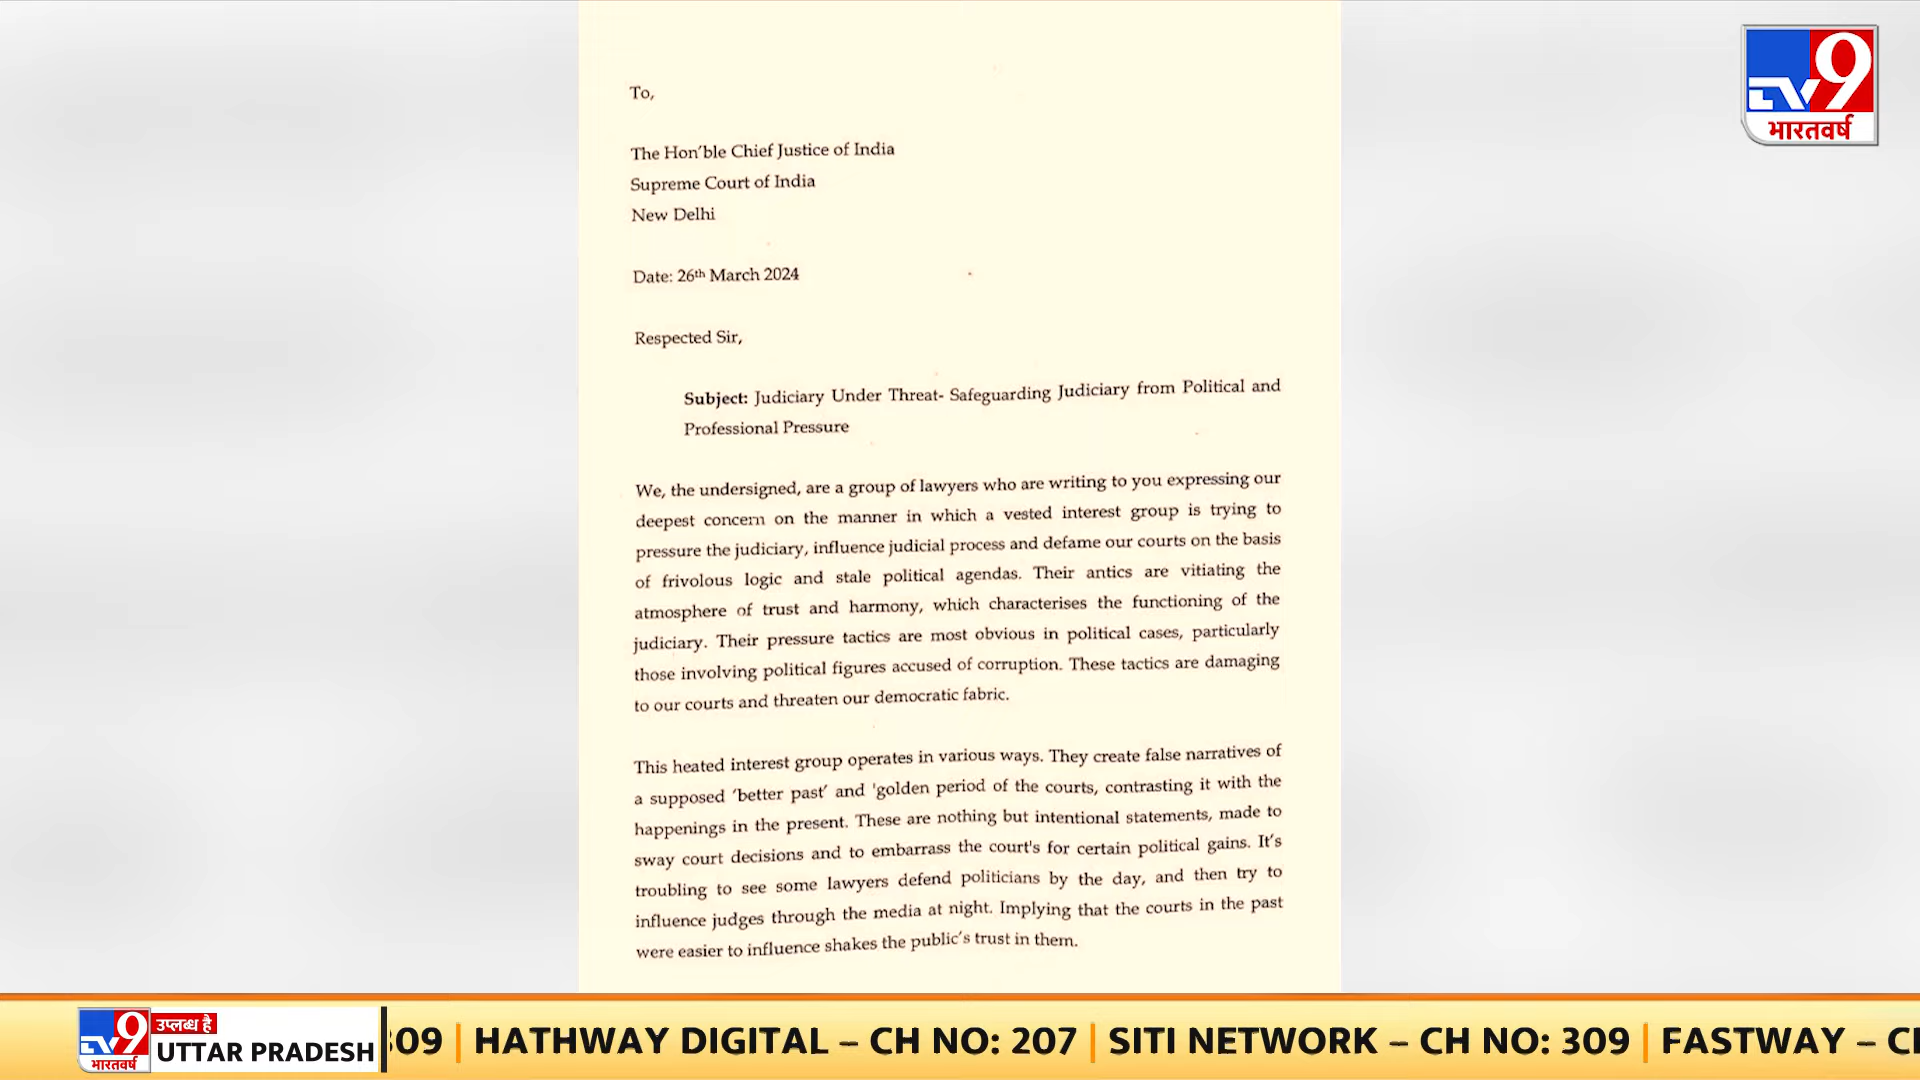 TV9
भारतवर्ष
To,
The Hon'ble Chief Justice of India
Supreme Court of India
New Delhi
Date: 26th March 2024
Respected Sir,
Subject: Judiciary Under Threat- Safeguarding Judiciary from Political and
Professional Pressure
We, the undersigned, are a group of lawyers who are writing to you expressing our
deepest concern on the manner in which a vested interest group is trying to
pressure the judiciary, influence judicial process and defame our courts on the basis
of frivolous logic and stale political agendas. Their antics are vitiating the
atmosphere of trust and harmony, which characterises the functioning of the
judiciary. Their pressure tactics are most obvious in political cases, particularly
those involving political figures accused of corruption. These tactics are damaging
to our courts and threaten our democratic fabric.
This heated interest group operates in various ways. They create false narratives of
a supposed 'better past' and 'golden period of the courts, contrasting it with the
happenings in the present. These are nothing but intentional statements, made to
sway court decisions and to embarrass the court's for certain political gains. It's
troubling to see some lawyers defend politicians by the day, and then try to
influence judges through the media at night. Implying that the courts in the past
were easier to influence shakes the public's trust in them.
TV9
भारतवर्ष
उपलब्ध है
UTTAR PRADESH
309 | HATHWAY DIGITAL – CH NO: 207 | SITI NETWORK – CH NO: 309 | FASTWAY – C